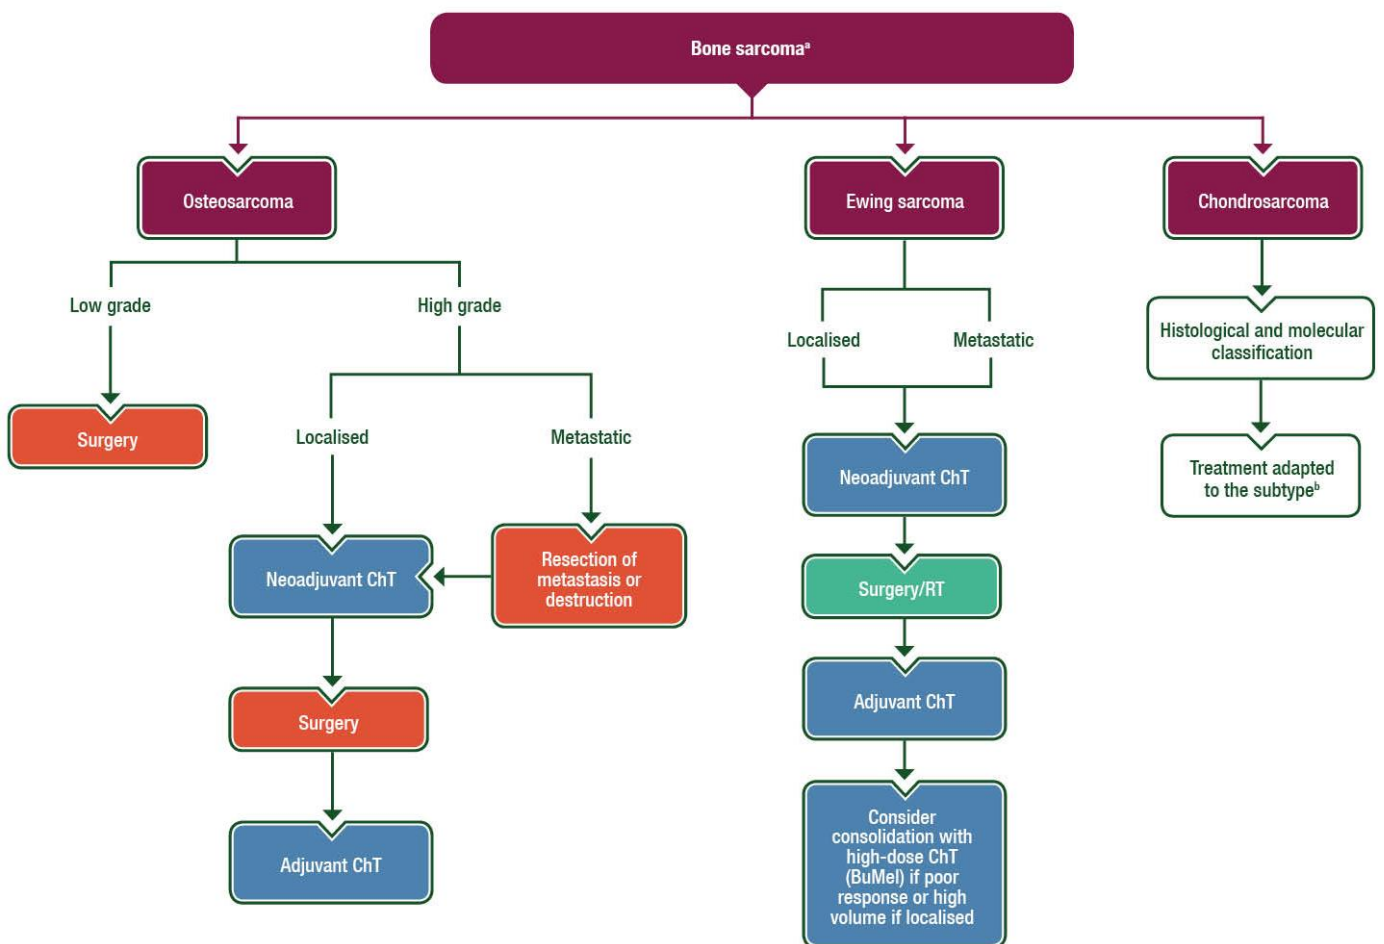 Bone sarcomaᵃ
Osteosarcoma
Ewing sarcoma
Chondrosarcoma
Low grade
High grade
Localised
Metastatic
Histological and molecular
classification
Surgery
Localised
Metastatic
Neoadjuvant ChT
Treatment adapted
to the subtypeᵇ
Neoadjuvant ChT
Resection of
metastasis or
destruction
Surgery/RT
Surgery
Adjuvant ChT
Adjuvant ChT
Consider
consolidation with
high-dose ChT
(BuMel) if poor
response or high
volume if localised